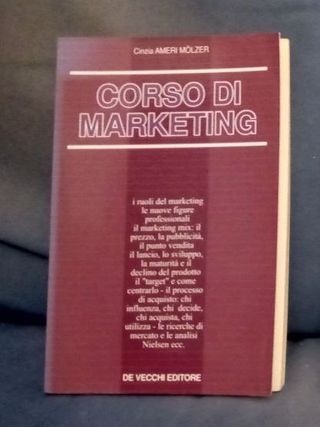 Cinzia AMERI MÖLZER
CORSO DI
MARKETING
i ruoli del marketing
le nuove figure
professionali
il marketing mix: il
prezzo, la pubblicità,
il punto vendita
il lancio, lo sviluppo,
la maturità e il
declino del prodotto
il "target" e come
centrarlo - il processo
di acquisto: chi
influenza, chi decide,
chi acquista, chi
utilizza - le ricerche di
mercato e le analisi
Nielsen ecc.
DE VECCHI EDITORE